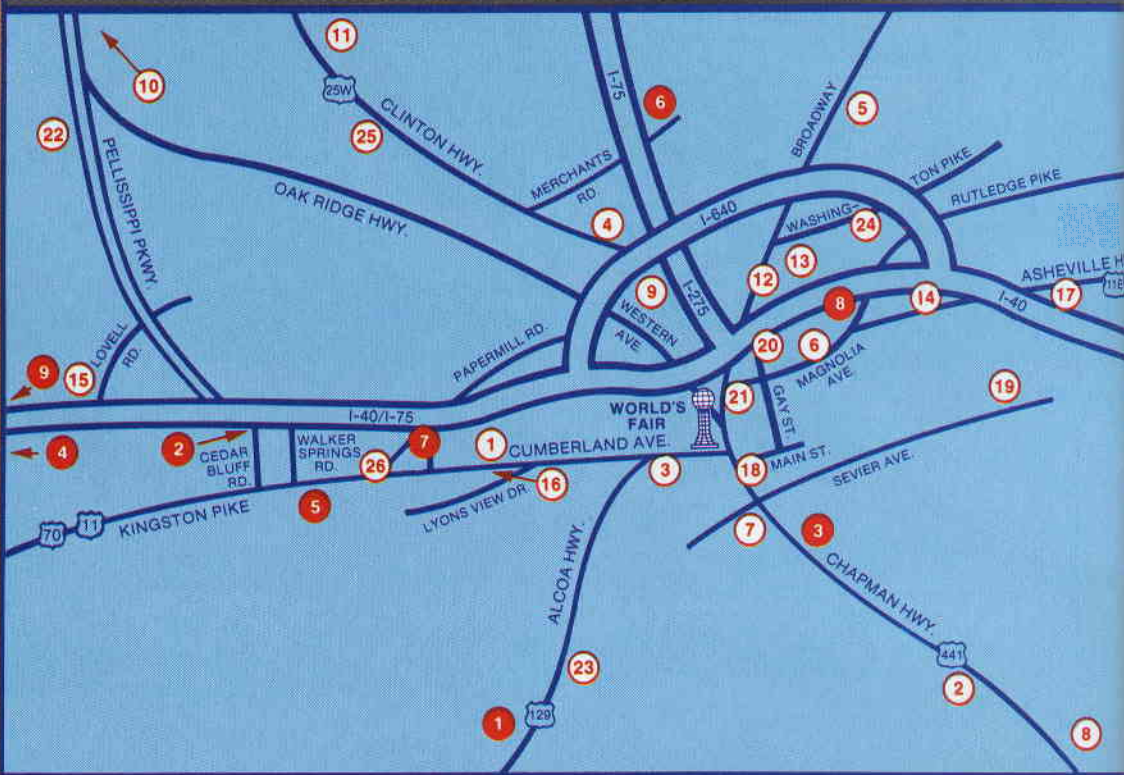 11
10
25W
22
25
CLINTON HWY.
PELLISSIPPI PKWY.
OAK RIDGE HWY.
I-75
6
BROADWAY
5
MERCHANTS
RD.
4
I-640
TON PIKE
RUTLEDGE PIKE
WASHING-
24
13
12
9
WESTERN
AVE
I-275
8
14
ASHEVILLE H
I-40
17
11E
LOVELL
RD.
9
15
PAPERMILL RD.
20
6
MAGNOLIA
AVE.
19
I-40/I-75
WORLD'S
FAIR
21
GAY ST.
4
2
CEDAR
BLUFF
RD.
WALKER
SPRINGS
RD.
26
7
1
CUMBERLAND AVE.
3
18
MAIN ST.
SEVIER AVE.
16
LYONS VIEW DR.
5
70
11
KINGSTON PIKE
7
3
ALCOA HWY.
CHAPMAN HWY.
441
2
23
1
129
8